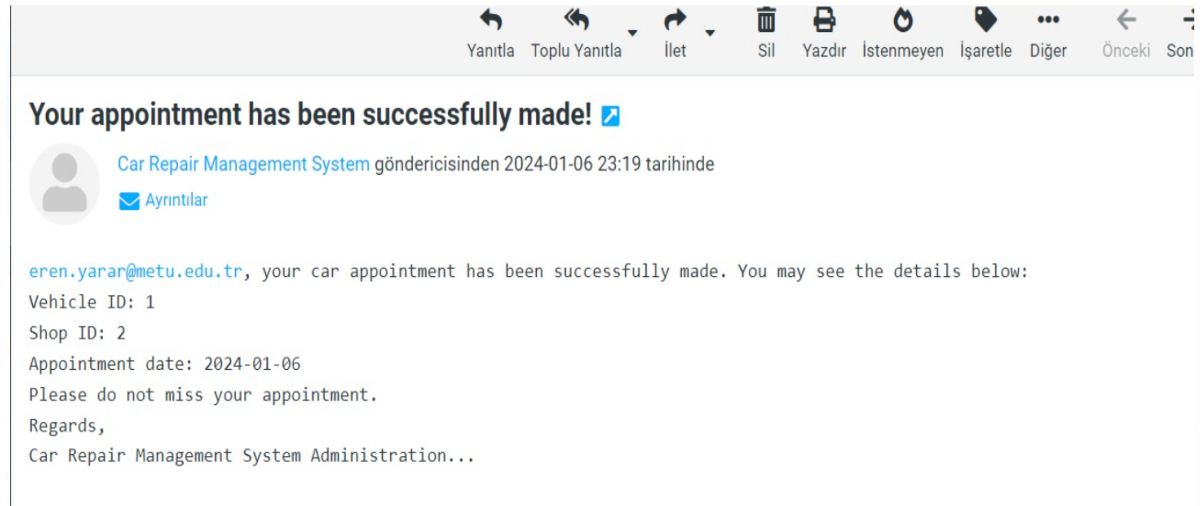 Yanıtla Toplu Yanıtla İlet Sil Yazdır İstenmeyen İşaretle Diğer Önceki
Your appointment has been successfully made!
Car Repair Management System göndericisinden 2024-01-06 23:19 tarihinde
Ayrıntılar
eren.yarar@metu.edu.tr, your car appointment has been successfully made. You may see the details below:
Vehicle ID: 1
Shop ID: 2
Appointment date: 2024-01-06
Please do not miss your appointment.
Regards,
Car Repair Management System Administration...